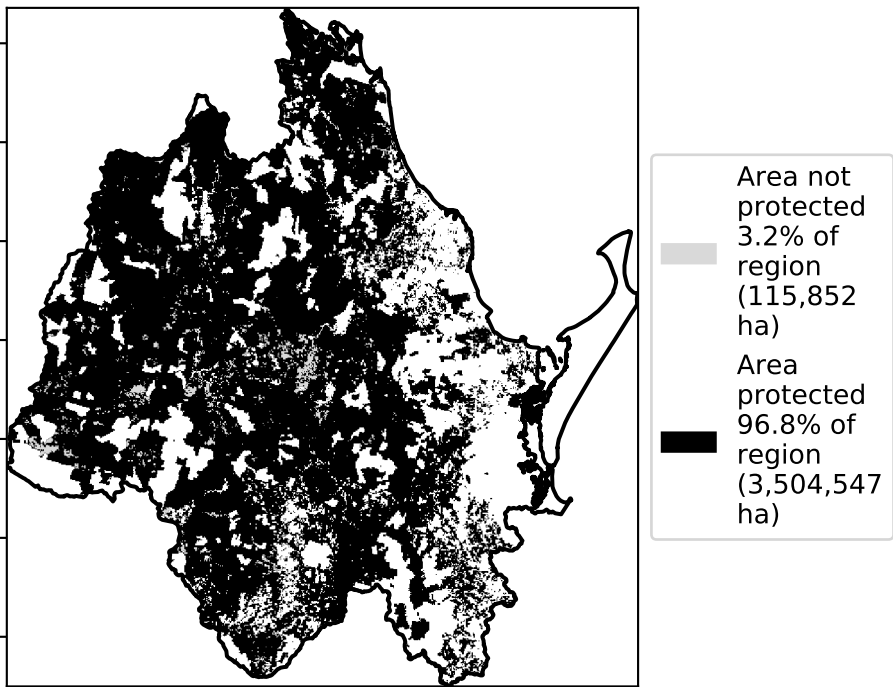 Area not
protected
3.2% of
region
(115,852
ha)
Area
protected
96.8% of
region
(3,504,547
ha)